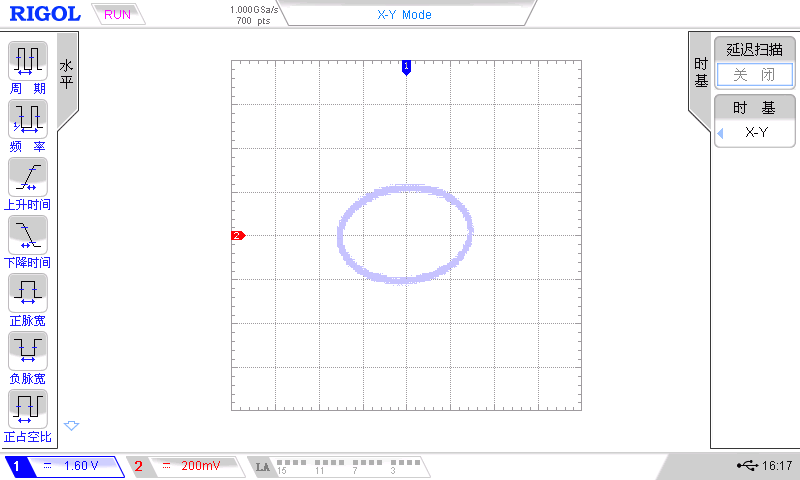 RIGOL
RUN
1.000GSa/s
700 pts
X-Y Mode
水平
周 期
频 率
上升时间
下降时间
正脉宽
负脉宽
正占空比
1
2
时基
延迟扫描
关 闭
时 基
X-Y
1 1.60 V
2 200mV
LA 15 11 7 3
16:17